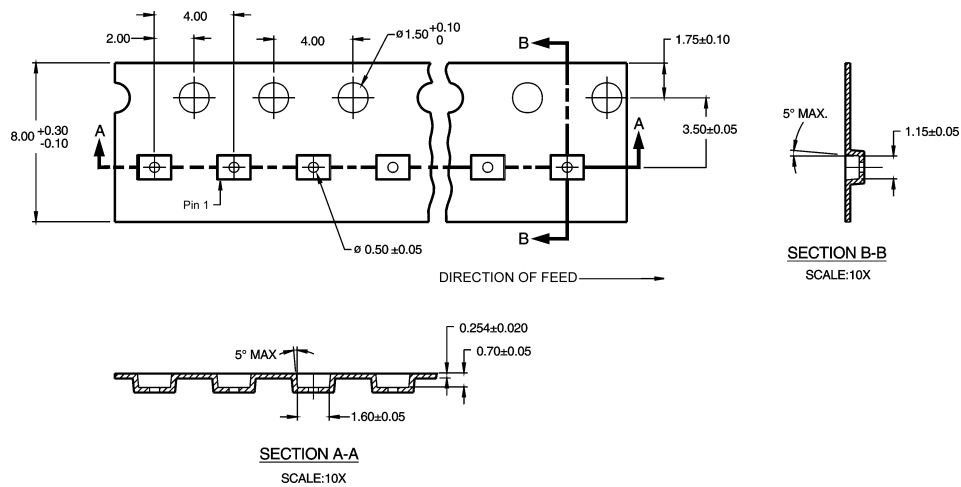 4.00
2.00
4.00
ø 1.50 +0.10
0
B
1.75±0.10
8.00 +0.30
-0.10
A
A
3.50±0.05
5° MAX.
1.15±0.05
Pin 1
B
ø 0.50 ±0.05
SECTION B-B
SCALE:10X
DIRECTION OF FEED
0.254±0.020
5° MAX
0.70±0.05
1.60±0.05
SECTION A-A
SCALE:10X